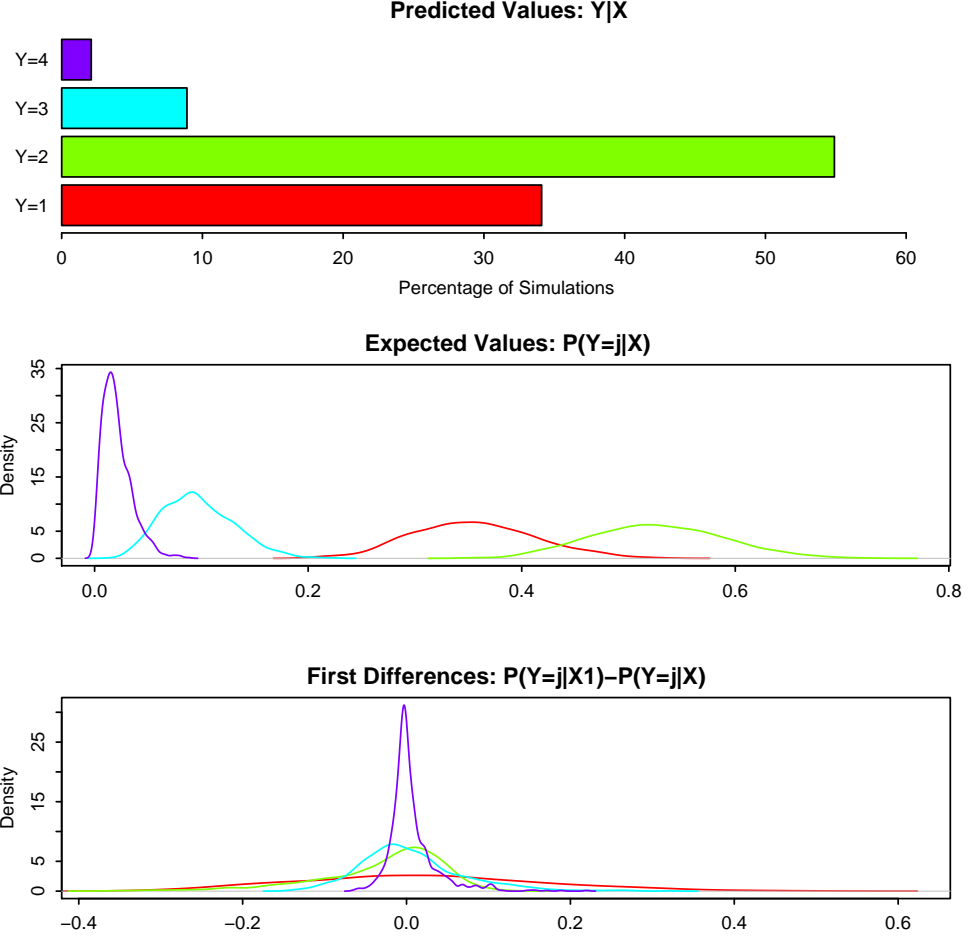 Predicted Values: Y|X
Y=4
Y=3
Y=2
Y=1
0 10 20 30 40 50 60
Percentage of Simulations
Expected Values: P(Y=j|X)
Density
35
25
15
5
0
0.0 0.2 0.4 0.6 0.8
First Differences: P(Y=j|X1)−P(Y=j|X)
Density
25
15
5
0
−0.4 −0.2 0.0 0.2 0.4 0.6